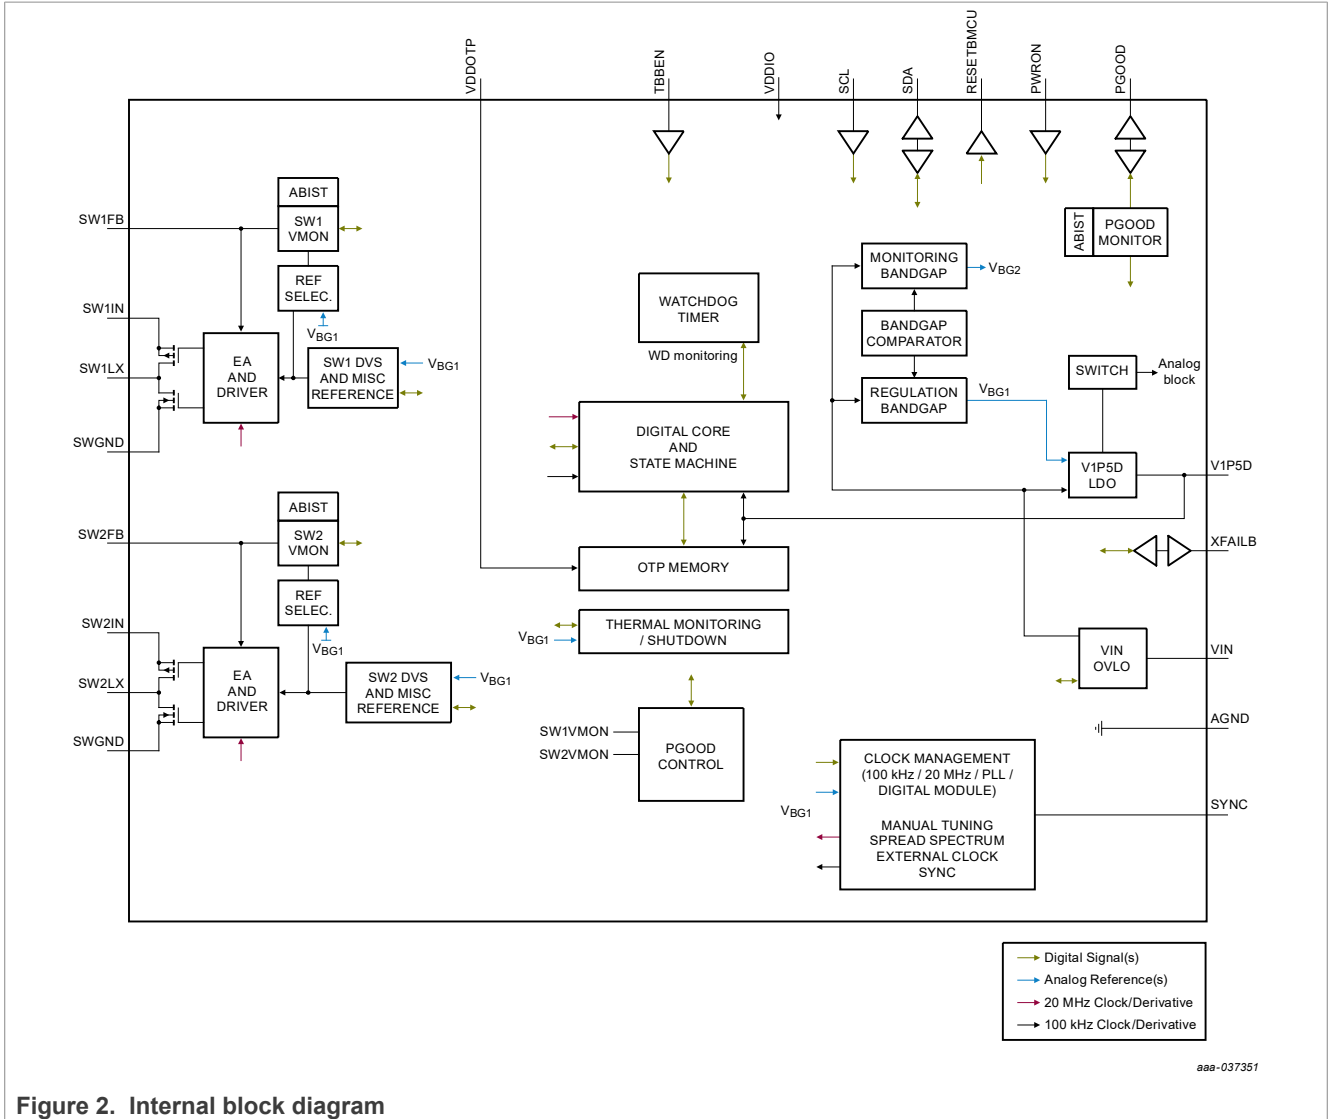 VDDOTP
TBBEN
VDDIO
SCL
SDA
RESETBMCU
PWRON
PGOOD
SW1FB
ABIST
SW1
VMON
REF
SELEC.
VBG1
SW1IN
SW1LX
SWGND
EA
AND
DRIVER
SW1 DVS
AND MISC
REFERENCE
VBG1
ABIST
PGOOD
MONITOR
WATCHDOG
TIMER
WD monitoring
MONITORING
BANDGAP
VBG2
BANDGAP
COMPARATOR
REGULATION
BANDGAP
VBG1
SWITCH
Analog
block
V1P5D
LDO
V1P5D
DIGITAL CORE
AND
STATE MACHINE
OTP MEMORY
XFAILB
SW2FB
ABIST
SW2
VMON
REF
SELEC.
VBG1
SW2IN
SW2LX
SWGND
EA
AND
DRIVER
SW2 DVS
AND MISC
REFERENCE
VBG1
VBG1
THERMAL MONITORING
/ SHUTDOWN
VIN
OVLO
VIN
AGND
SW1VMON
SW2VMON
PGOOD
CONTROL
CLOCK MANAGEMENT
(100 kHz / 20 MHz / PLL /
DIGITAL MODULE)
VBG1
MANUAL TUNING
SPREAD SPECTRUM
EXTERNAL CLOCK
SYNC
SYNC
Digital Signal(s)
Analog Reference(s)
20 MHz Clock/Derivative
100 kHz Clock/Derivative
aaa-037351
Figure 2. Internal block diagram